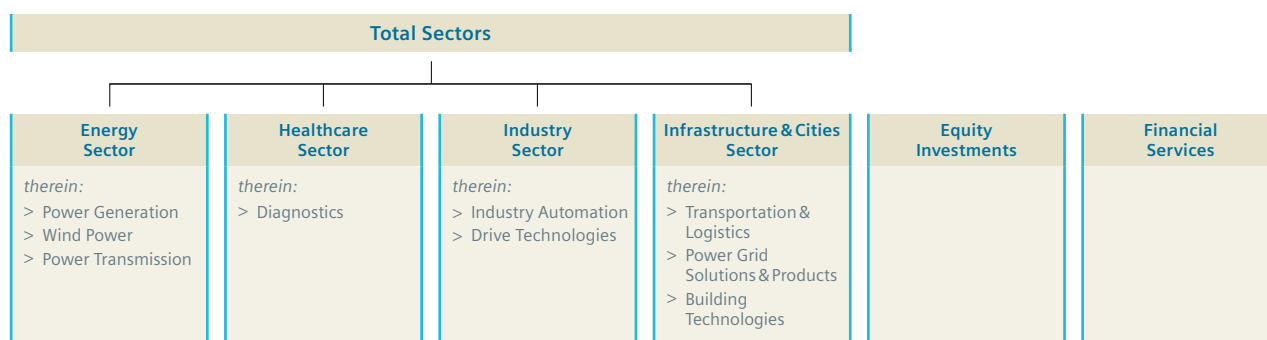 Total Sectors
Energy
Sector
therein:
> Power Generation
> Wind Power
> Power Transmission
Healthcare
Sector
therein:
> Diagnostics
Industry
Sector
therein:
> Industry Automation
> Drive Technologies
Infrastructure & Cities
Sector
therein:
> Transportation &
Logistics
> Power Grid
Solutions & Products
> Building
Technologies
Equity
Investments
Financial
Services